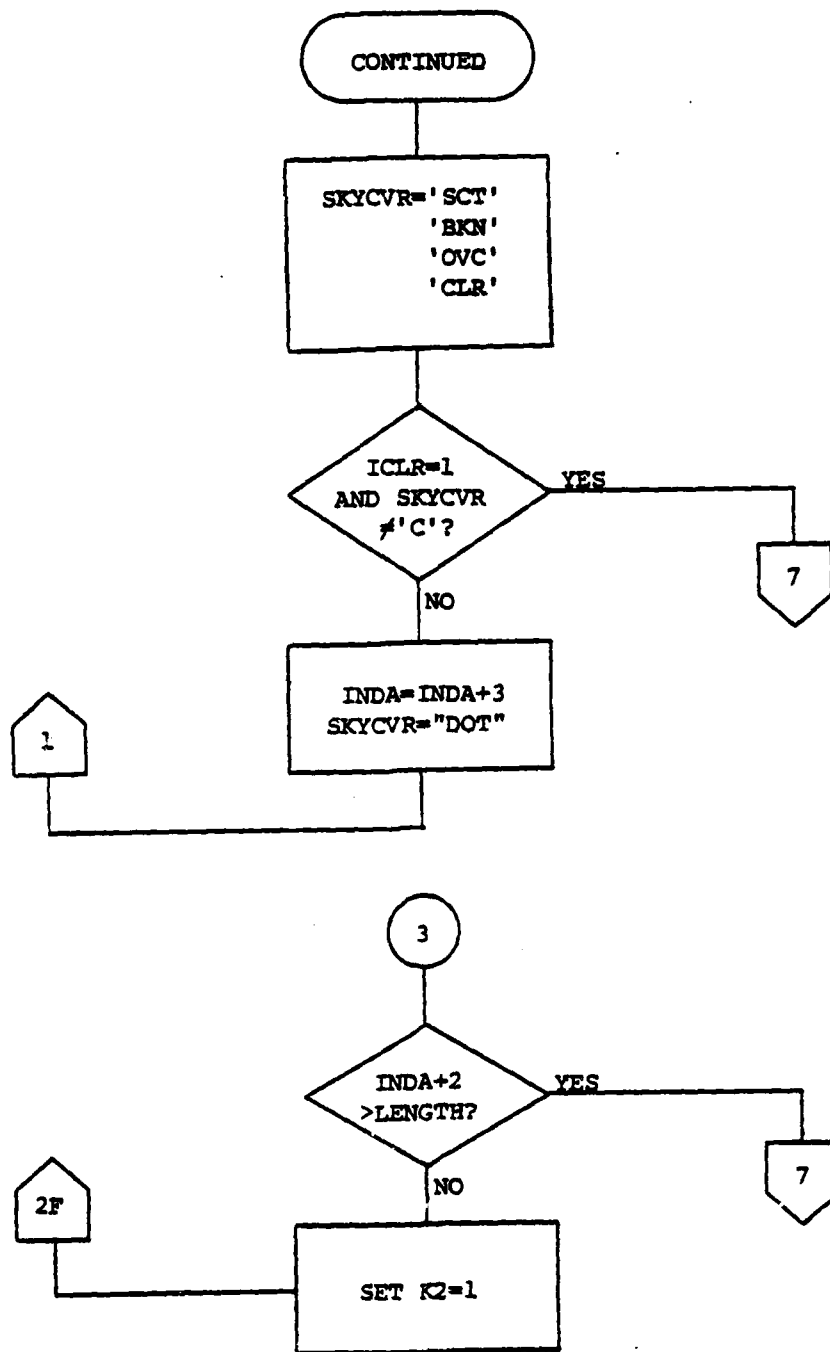 CONTINUED
SKYCVR='SCT'
'BKN'
'OVC'
'CLR'
ICLR=1
AND SKYCVR
≠'C'?
YES
7
NO
INDA=INDA+3
SKYCVR="DOT"
1
3
INDA+2
>LENGTH?
YES
7
NO
2F
SET K2=1